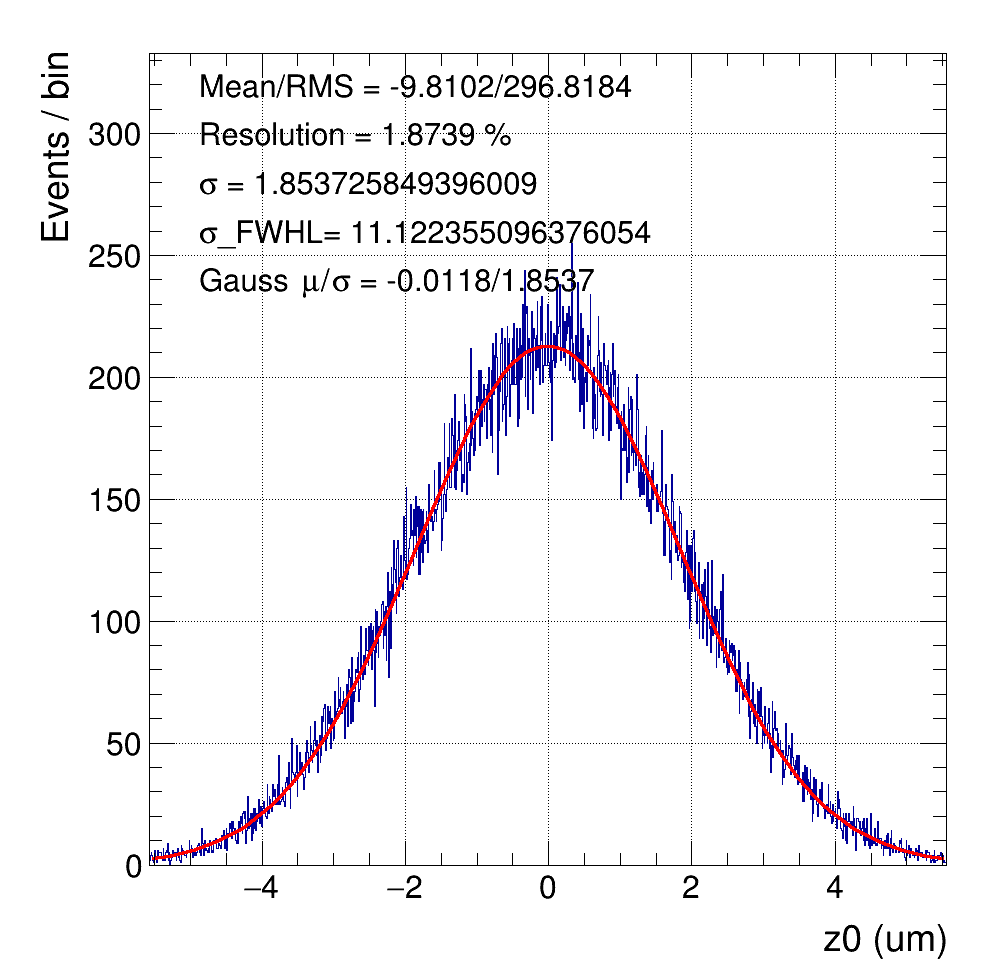 Events / bin
Mean/RMS = -9.8102/296.8184
Resolution = 1.8739 %
σ = 1.853725849396009
σ_FWHL= 11.122355096376054
Gauss μ/σ = -0.0118/1.8537
300
250
200
150
100
50
0
−4 −2 0 2 4
z0 (um)